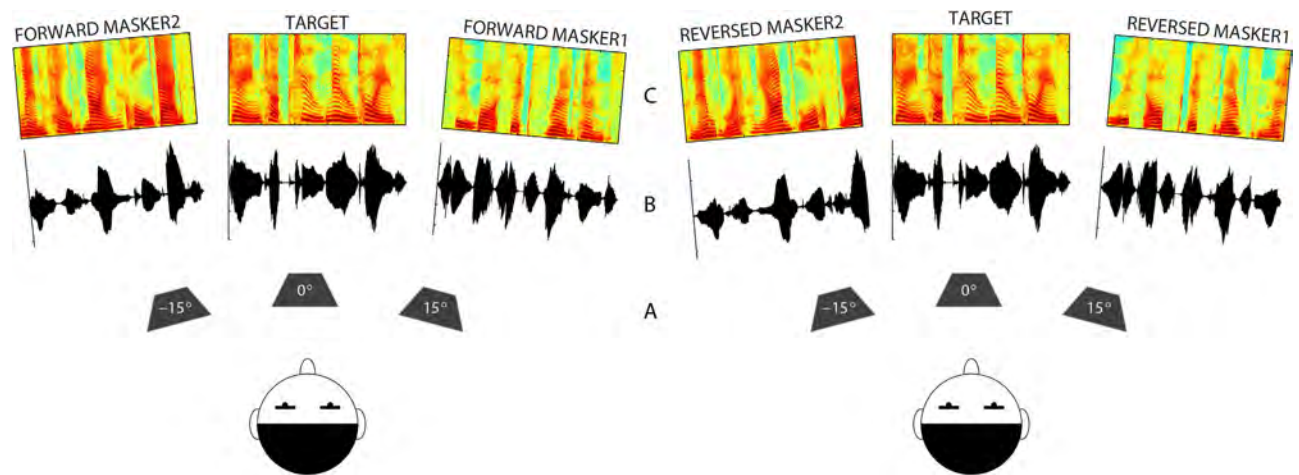 FORWARD MASKER2
TARGET
FORWARD MASKER1
REVERSED MASKER2
TARGET
REVERSED MASKER1
C
B
−15°
0°
15°
A
−15°
0°
15°